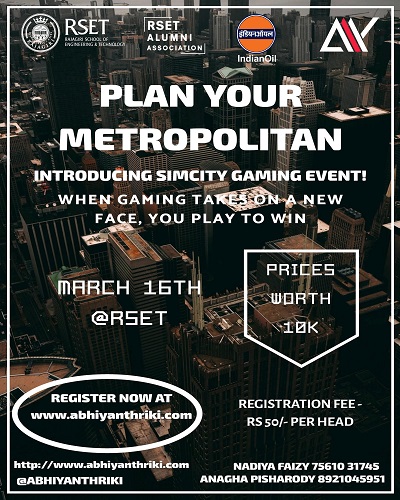 RSET
RAJAGIRI SCHOOL OF
ENGINEERING & TECHNOLOGY
RSET
ALUMNI
ASSOCIATION
इंडियनऑयल
IndianOil
PLAN YOUR
METROPOLITAN
INTRODUCING SIMCITY GAMING EVENT!
WHEN GAMING TAKES ON A NEW
FACE, YOU PLAY TO WIN
MARCH 16TH
@RSET
PRICES
WORTH
10K
REGISTER NOW AT
www.abhiyanthriki.com
REGISTRATION FEE -
RS 50/- PER HEAD
http://www.abhiyanthriki.com
@ABHIYANTHRIKI
NADIYA FAIZY 75610 31745
ANAGHA PISHARODY 8921045951